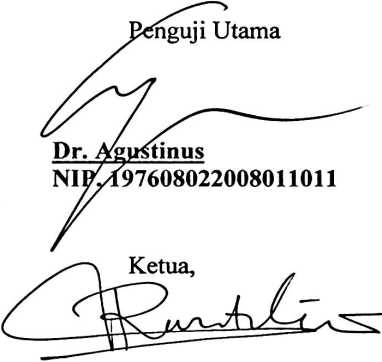 Penguji Utama
Dr. Agustinus
NIP. 197608022008011011
Ketua,